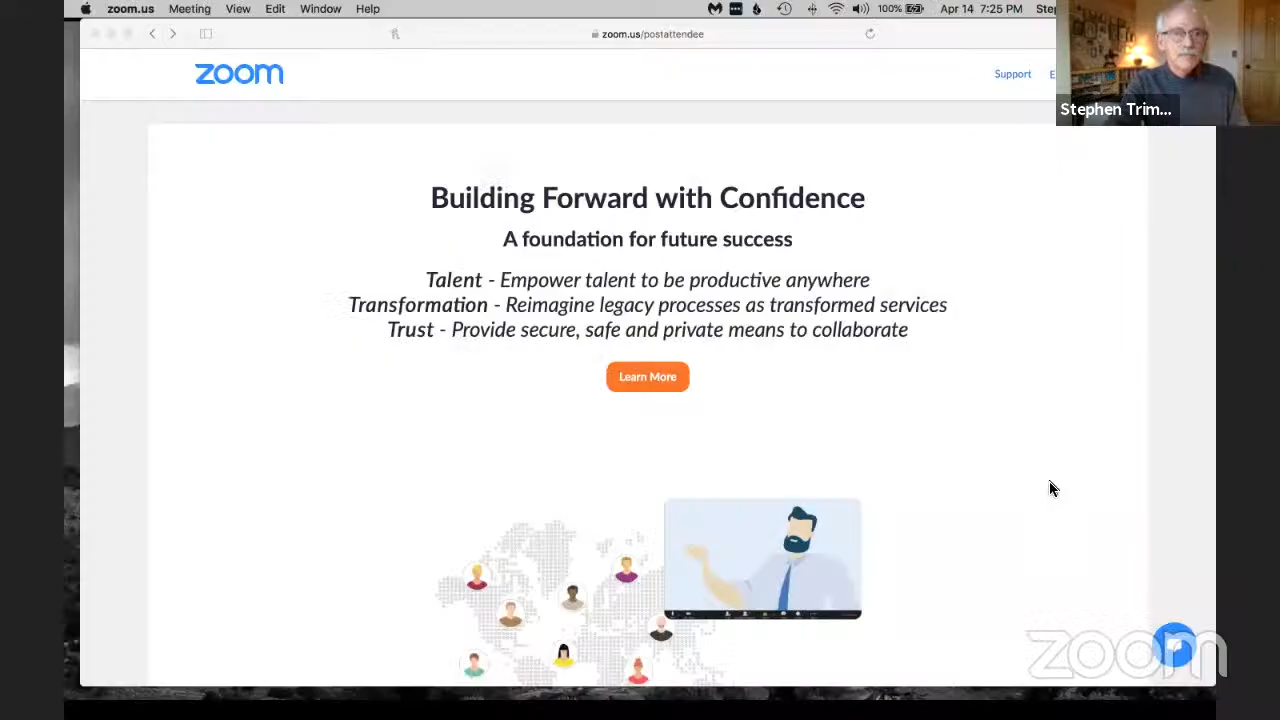 zoom.us Meeting View Edit Window Help 100% Apr 14 7:25 PM Step
zoom.us/postattendee
zoom
Support E
Stephen Trim...
Building Forward with Confidence
A foundation for future success
Talent - Empower talent to be productive anywhere
Transformation - Reimagine legacy processes as transformed services
Trust - Provide secure, safe and private means to collaborate
Learn More
zoom